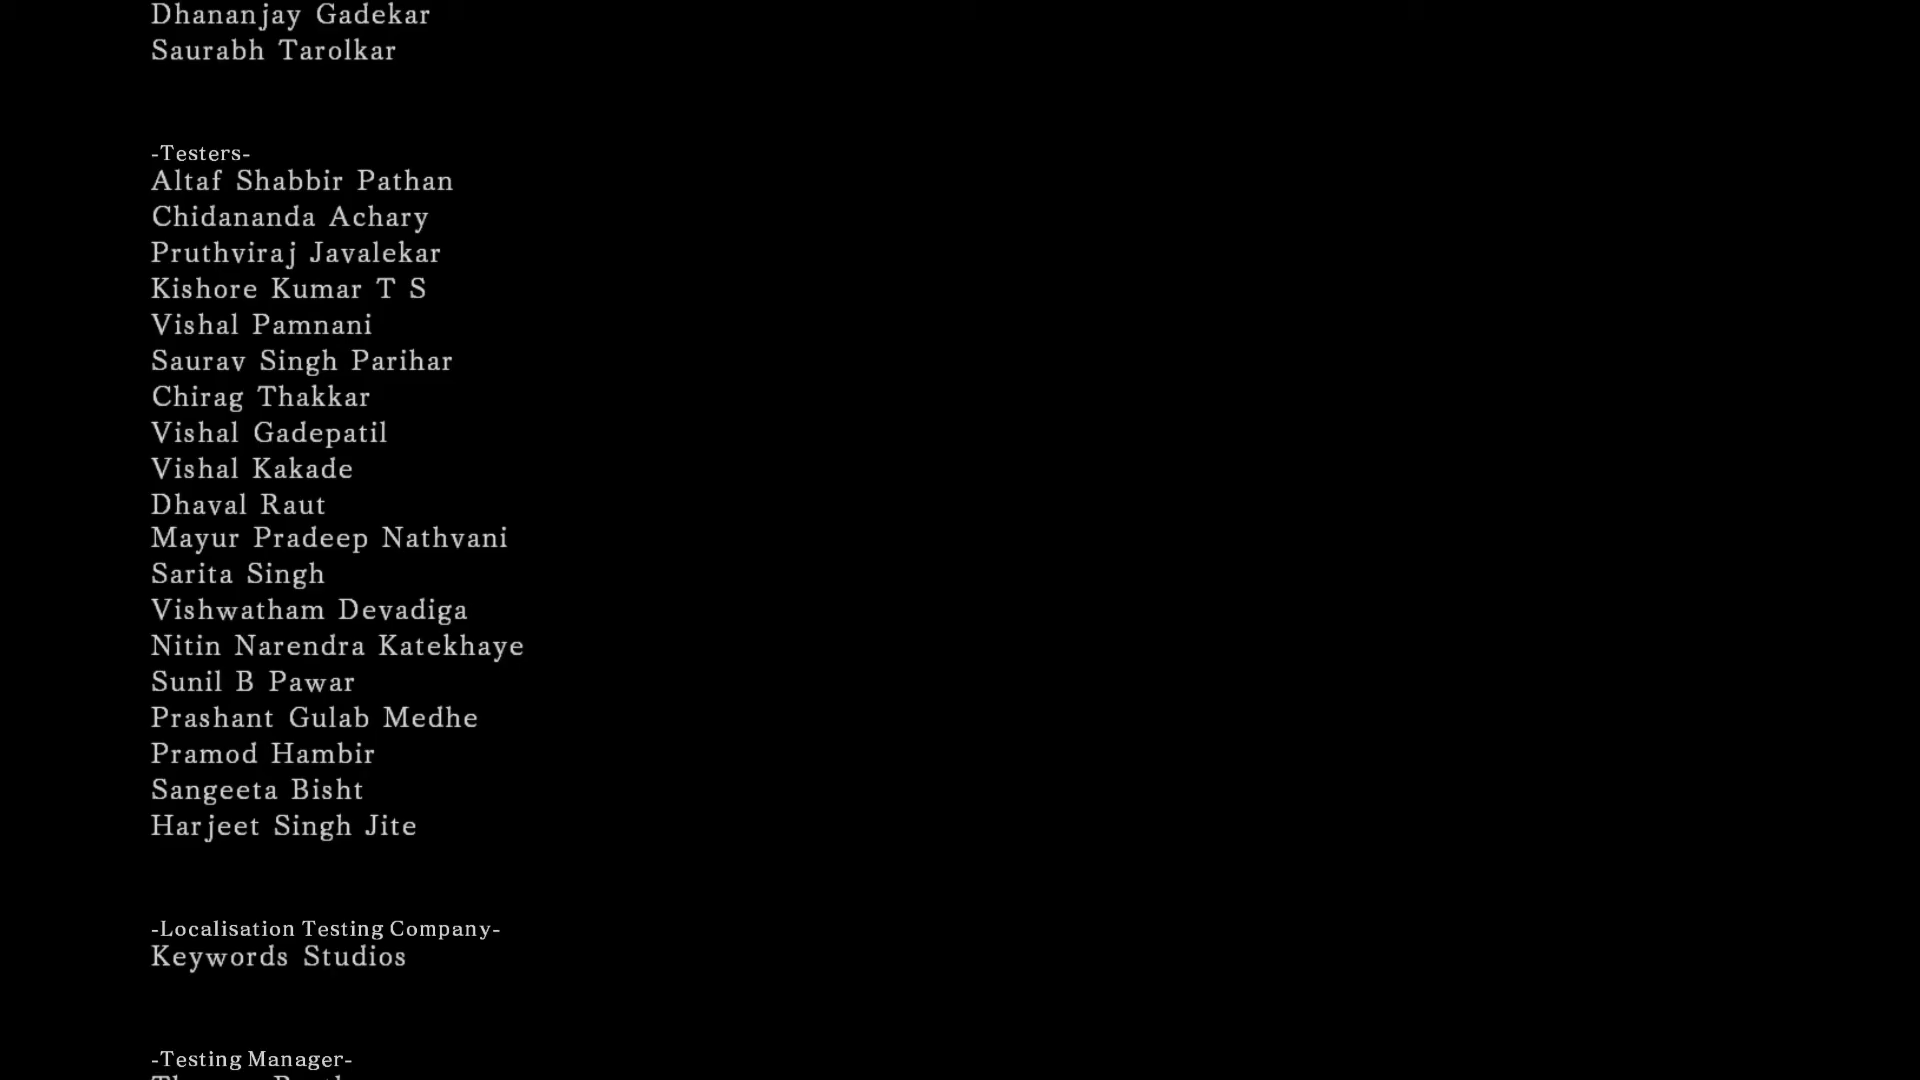 Dhananjay Gadekar
Saurabh Tarolkar
-Testers-
Altaf Shabbir Pathan
Chidananda Achary
Pruthviraj Javalekar
Kishore Kumar T S
Vishal Pamnani
Saurav Singh Parihar
Chirag Thakkar
Vishal Gadepatil
Vishal Kakade
Dhaval Raut
Mayur Pradeep Nathvani
Sarita Singh
Vishwatham Devadiga
Nitin Narendra Katekhaye
Sunil B Pawar
Prashant Gulab Medhe
Pramod Hambir
Sangeeta Bisht
Harjeet Singh Jite
-Localisation Testing Company-
Keywords Studios
-Testing Manager-